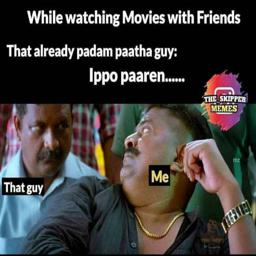 While watching Movies with Friends
That already padam paatha guy:
Ippo paaren......
THE SKIPPER
MEMES
Me
That guy